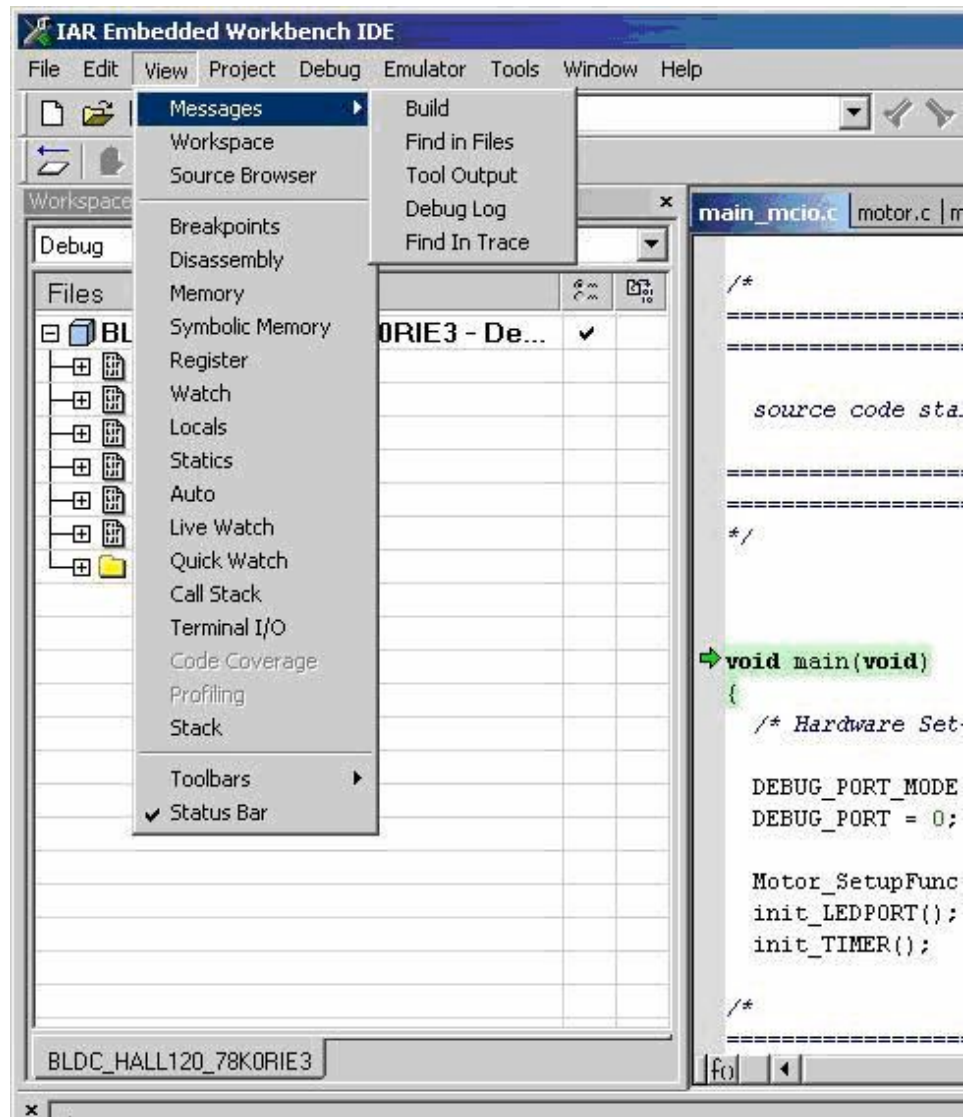 IAR Embedded Workbench IDE
File Edit View Project Debug Emulator Tools Window Help
Messages
Workspace
Source Browser
Breakpoints
Disassembly
Memory
Symbolic Memory
Register
Watch
Locals
Statics
Auto
Live Watch
Quick Watch
Call Stack
Terminal I/O
Code Coverage
Profiling
Stack
Toolbars
Status Bar
Build
Find in Files
Tool Output
Debug Log
Find In Trace
Workspace
Debug
Files
BL 0RIE3 - De...
BLDC_HALL120_78K0RIE3
main_mcio.c motor.c m
/*
====================
====================
source code sta
====================
====================
*/
void main(void)
{
/* Hardware Set-
DEBUG_PORT_MODE
DEBUG_PORT = 0;
Motor_SetupFunc
init_LEDPORT();
init_TIMER();
/*
====================
f()